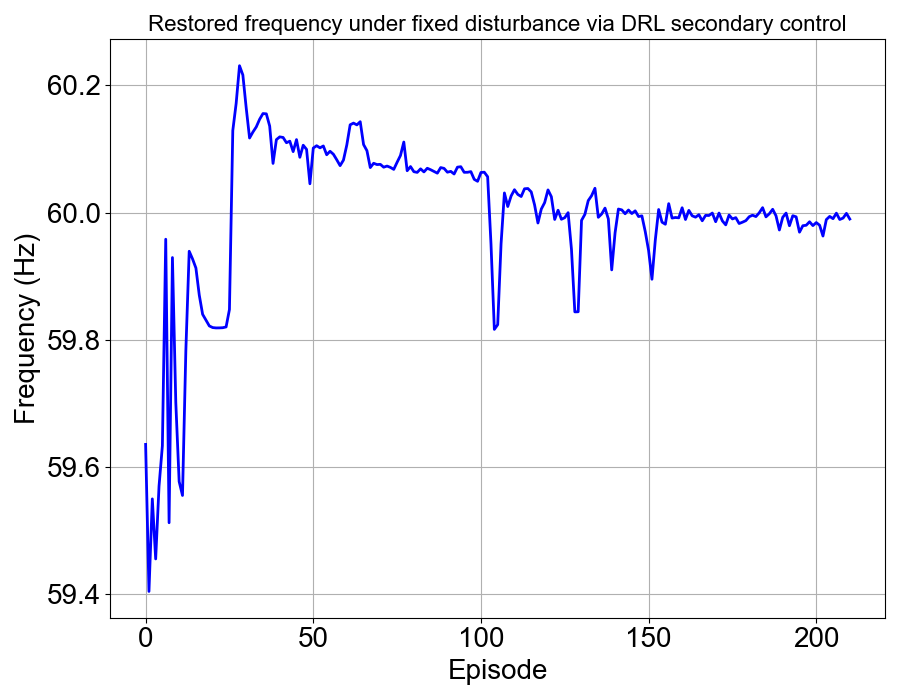 Restored frequency under fixed disturbance via DRL secondary control
Frequency (Hz)
60.2
60.0
59.8
59.6
59.4
0 50 100 150 200
Episode